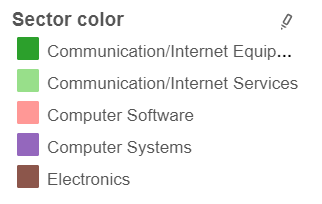 Sector color
Communication/Internet Equip...
Communication/Internet Services
Computer Software
Computer Systems
Electronics